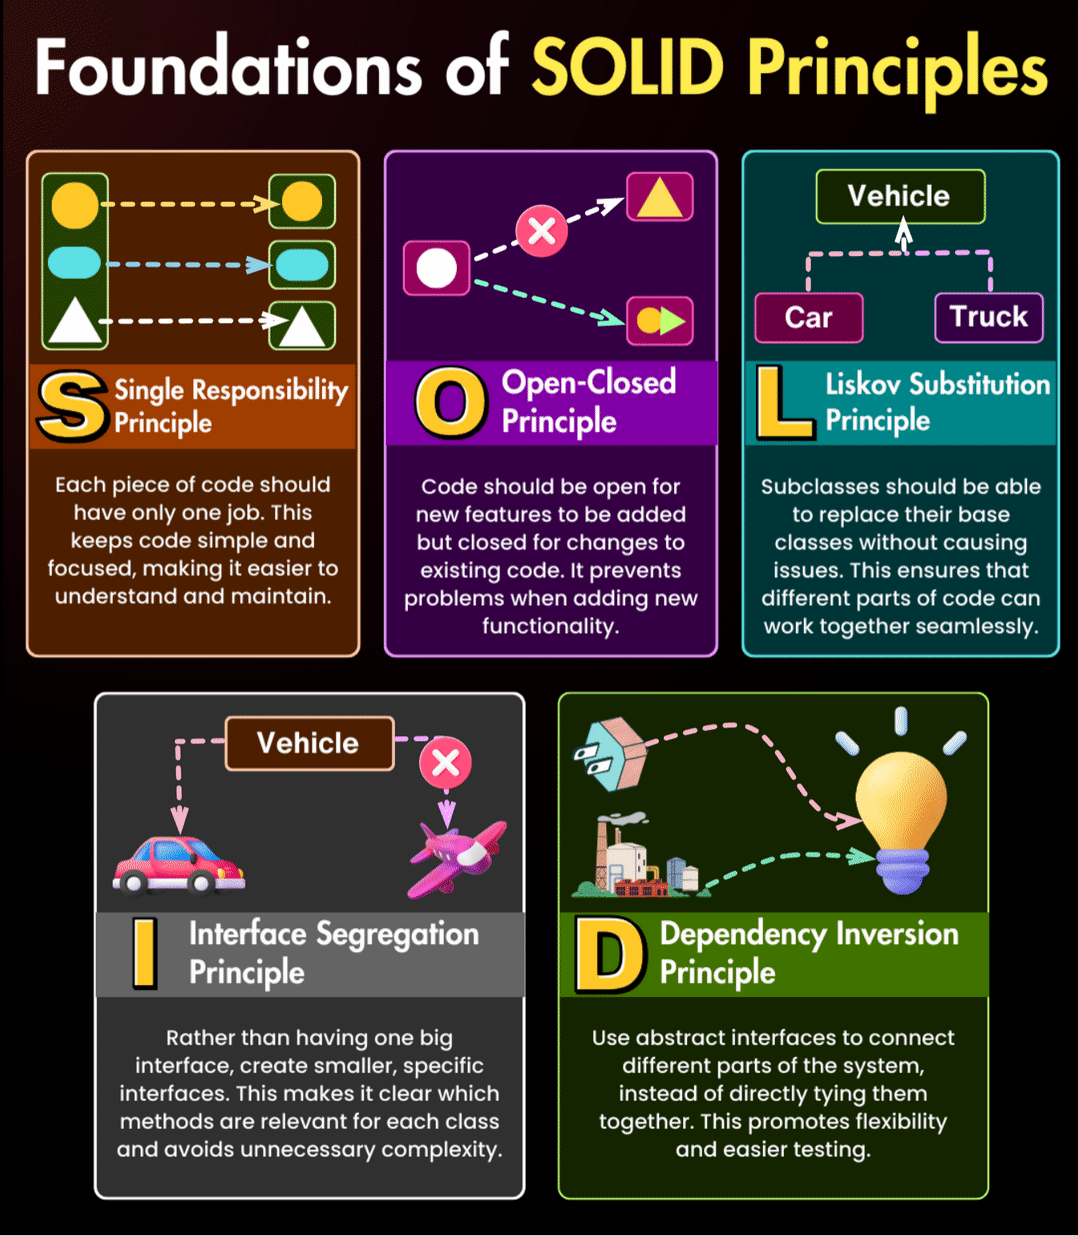 Foundations of SOLID Principles
S
Single Responsibility
Principle
Each piece of code should
have only one job. This
keeps code simple and
focused, making it easier to
understand and maintain.
O
Open-Closed
Principle
Code should be open for
new features to be added
but closed for changes to
existing code. It prevents
problems when adding new
functionality.
Vehicle
Car
Truck
L
Liskov Substitution
Principle
Subclasses should be able
to replace their base
classes without causing
issues. This ensures that
different parts of code can
work together seamlessly.
Vehicle
I
Interface Segregation
Principle
Rather than having one big
interface, create smaller, specific
interfaces. This makes it clear which
methods are relevant for each class
and avoids unnecessary complexity.
D
Dependency Inversion
Principle
Use abstract interfaces to connect
different parts of the system,
instead of directly tying them
together. This promotes flexibility
and easier testing.